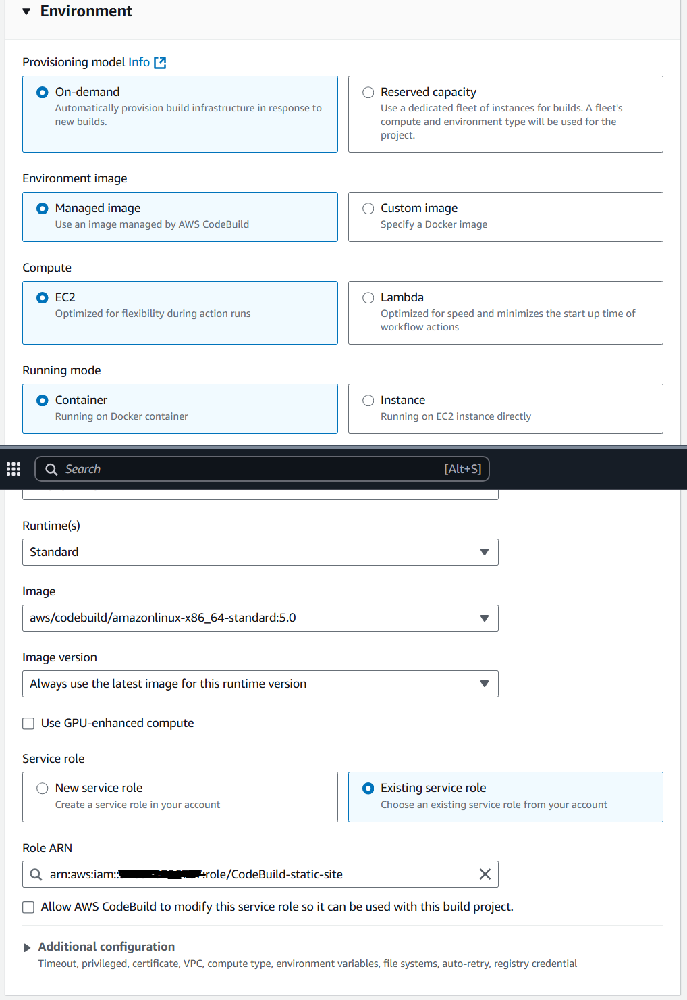 Environment
Provisioning model Info
On-demand
Automatically provision build infrastructure in response to
new builds.
Reserved capacity
Use a dedicated fleet of instances for builds. A fleet's
compute and environment type will be used for the
project.
Environment image
Managed image
Use an image managed by AWS CodeBuild
Custom image
Specify a Docker image
Compute
EC2
Optimized for flexibility during action runs
Lambda
Optimized for speed and minimizes the start up time of
workflow actions
Running mode
Container
Running on Docker container
Instance
Running on EC2 instance directly
Search [Alt+S]
Runtime(s)
Standard
Image
aws/codebuild/amazonlinux-x86_64-standard:5.0
Image version
Always use the latest image for this runtime version
Use GPU-enhanced compute
Service role
New service role
Create a service role in your account
Existing service role
Choose an existing service role from your account
Role ARN
arn:aws:iam:: :role/CodeBuild-static-site
Allow AWS CodeBuild to modify this service role so it can be used with this build project.
Additional configuration
Timeout, privileged, certificate, VPC, compute type, environment variables, file systems, auto-retry, registry credential